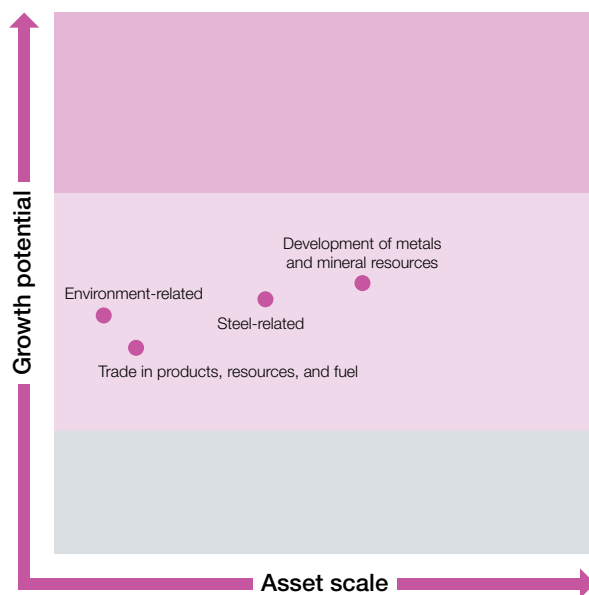 Growth potential
Development of metals
and mineral resources
Environment-related
Steel-related
Trade in products, resources, and fuel
Asset scale